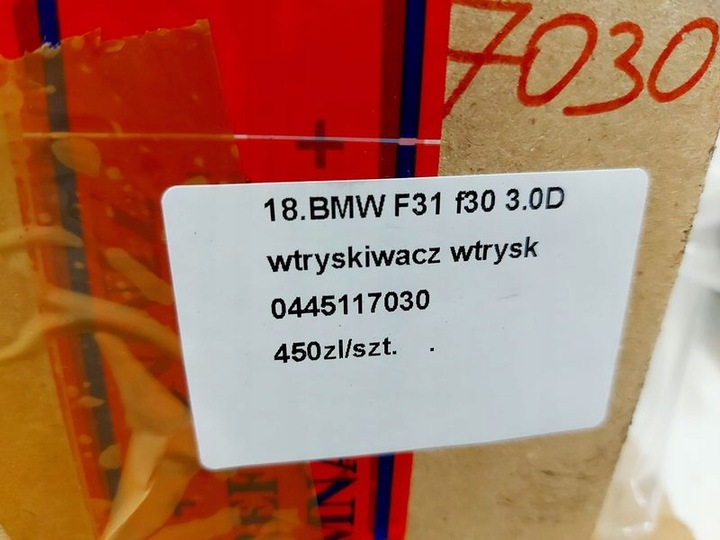 7030
18.BMW F31 f30 3.0D
wtryskiwacz wtrysk
0445117030
450zl/szt. .